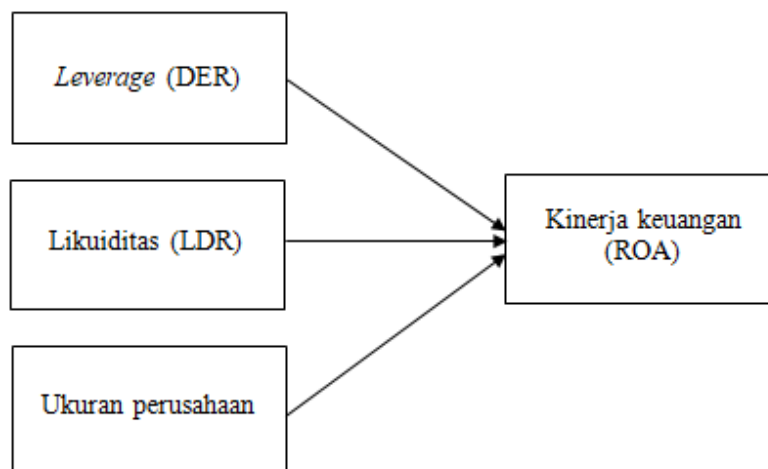 Leverage (DER)
Likuiditas (LDR)
Ukuran perusahaan
Kinerja keuangan
(ROA)